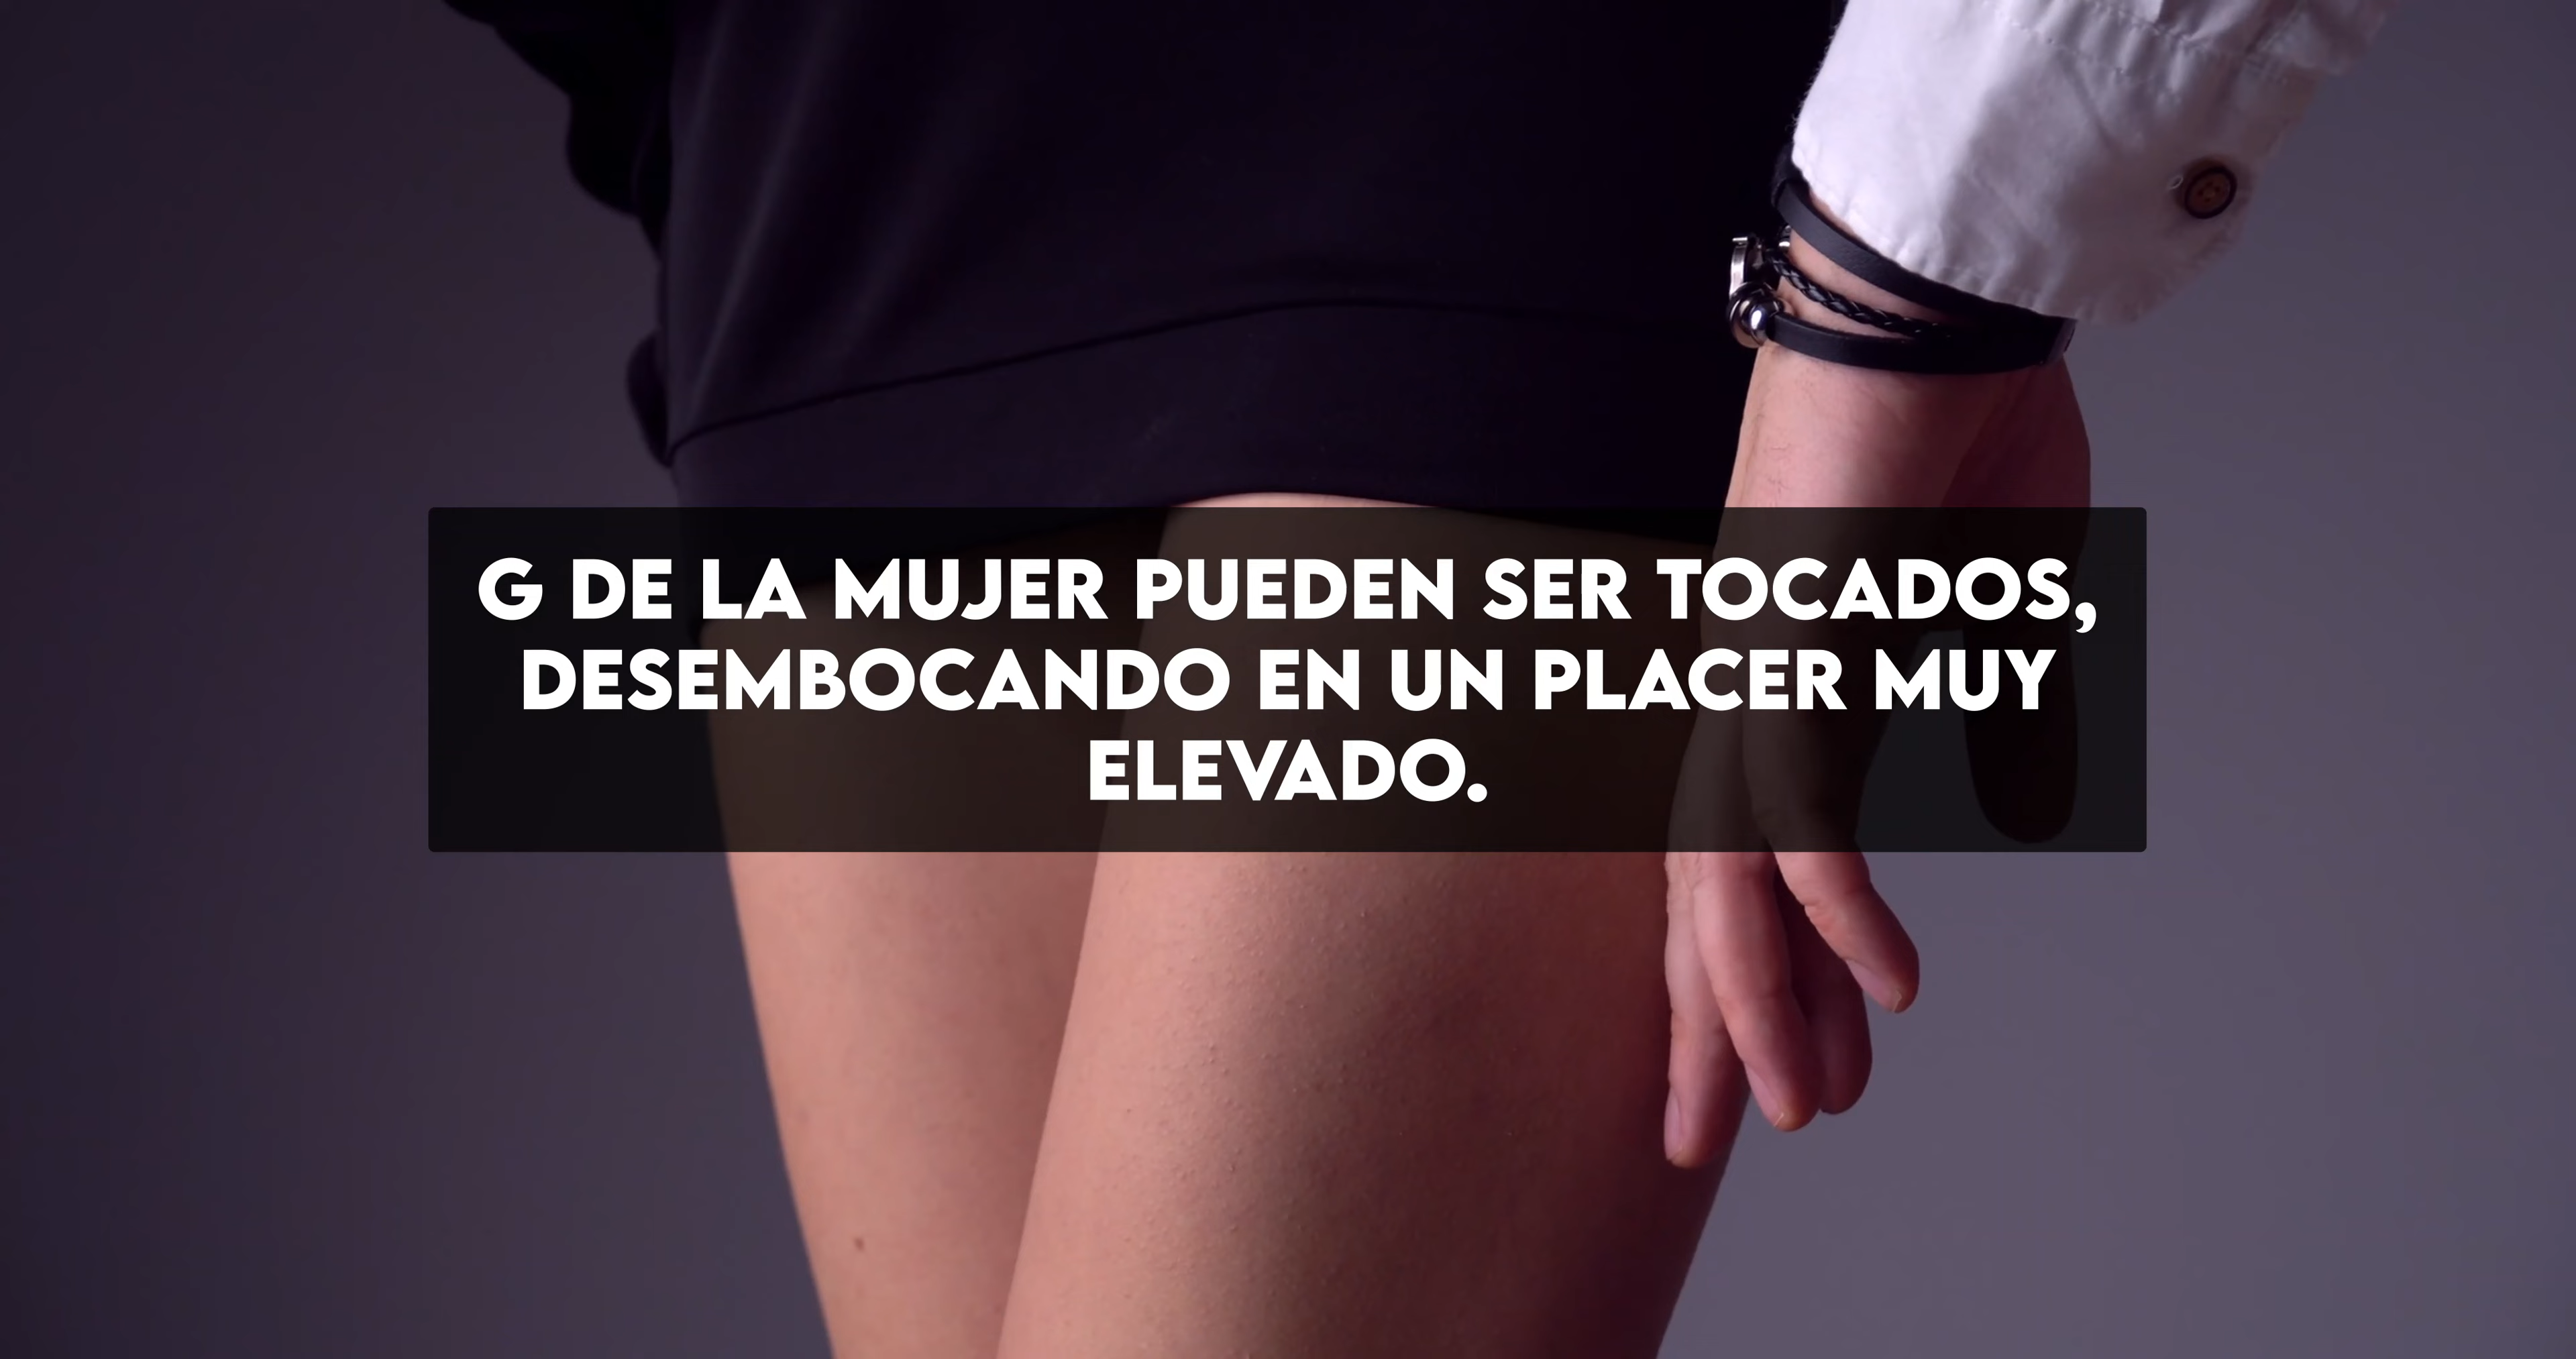 G DE LA MUJER PUEDEN SER TOCADOS,
DESEMBOCANDO EN UN PLACER MUY
ELEVADO.